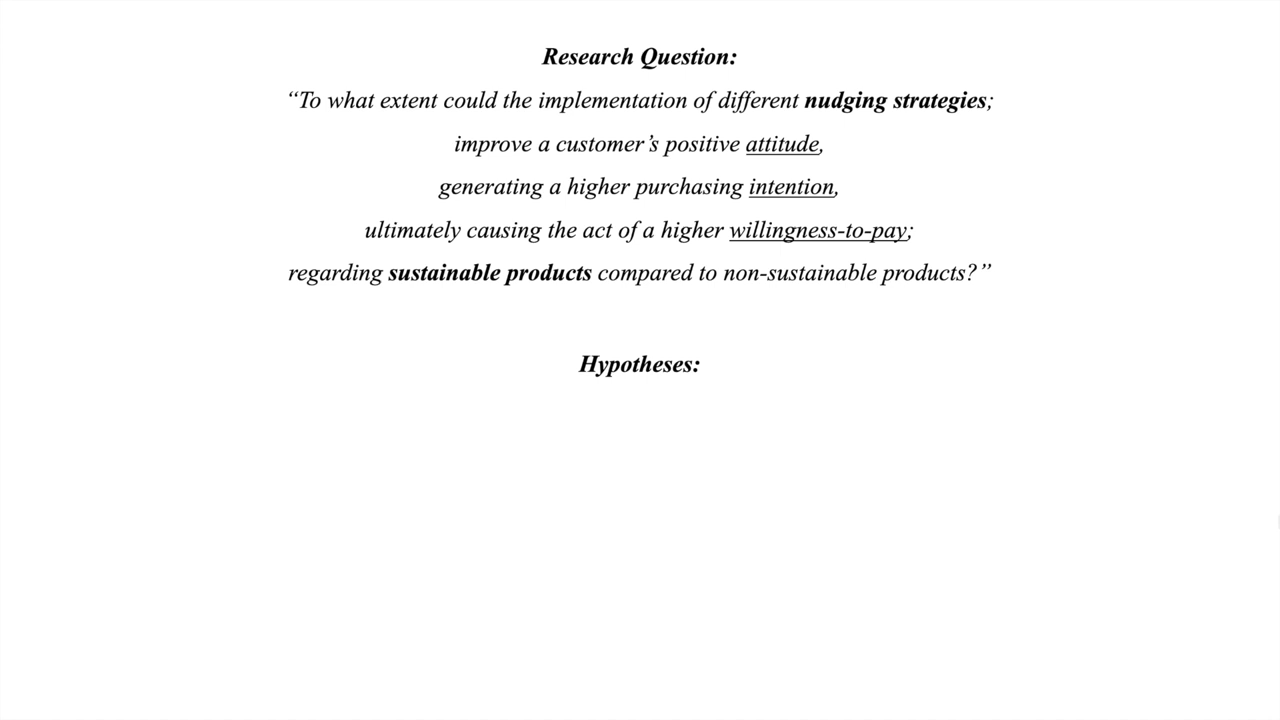 Research Question:
“To what extent could the implementation of different nudging strategies;
improve a customer’s positive attitude,
generating a higher purchasing intention,
ultimately causing the act of a higher willingness-to-pay;
regarding sustainable products compared to non-sustainable products?”
Hypotheses: